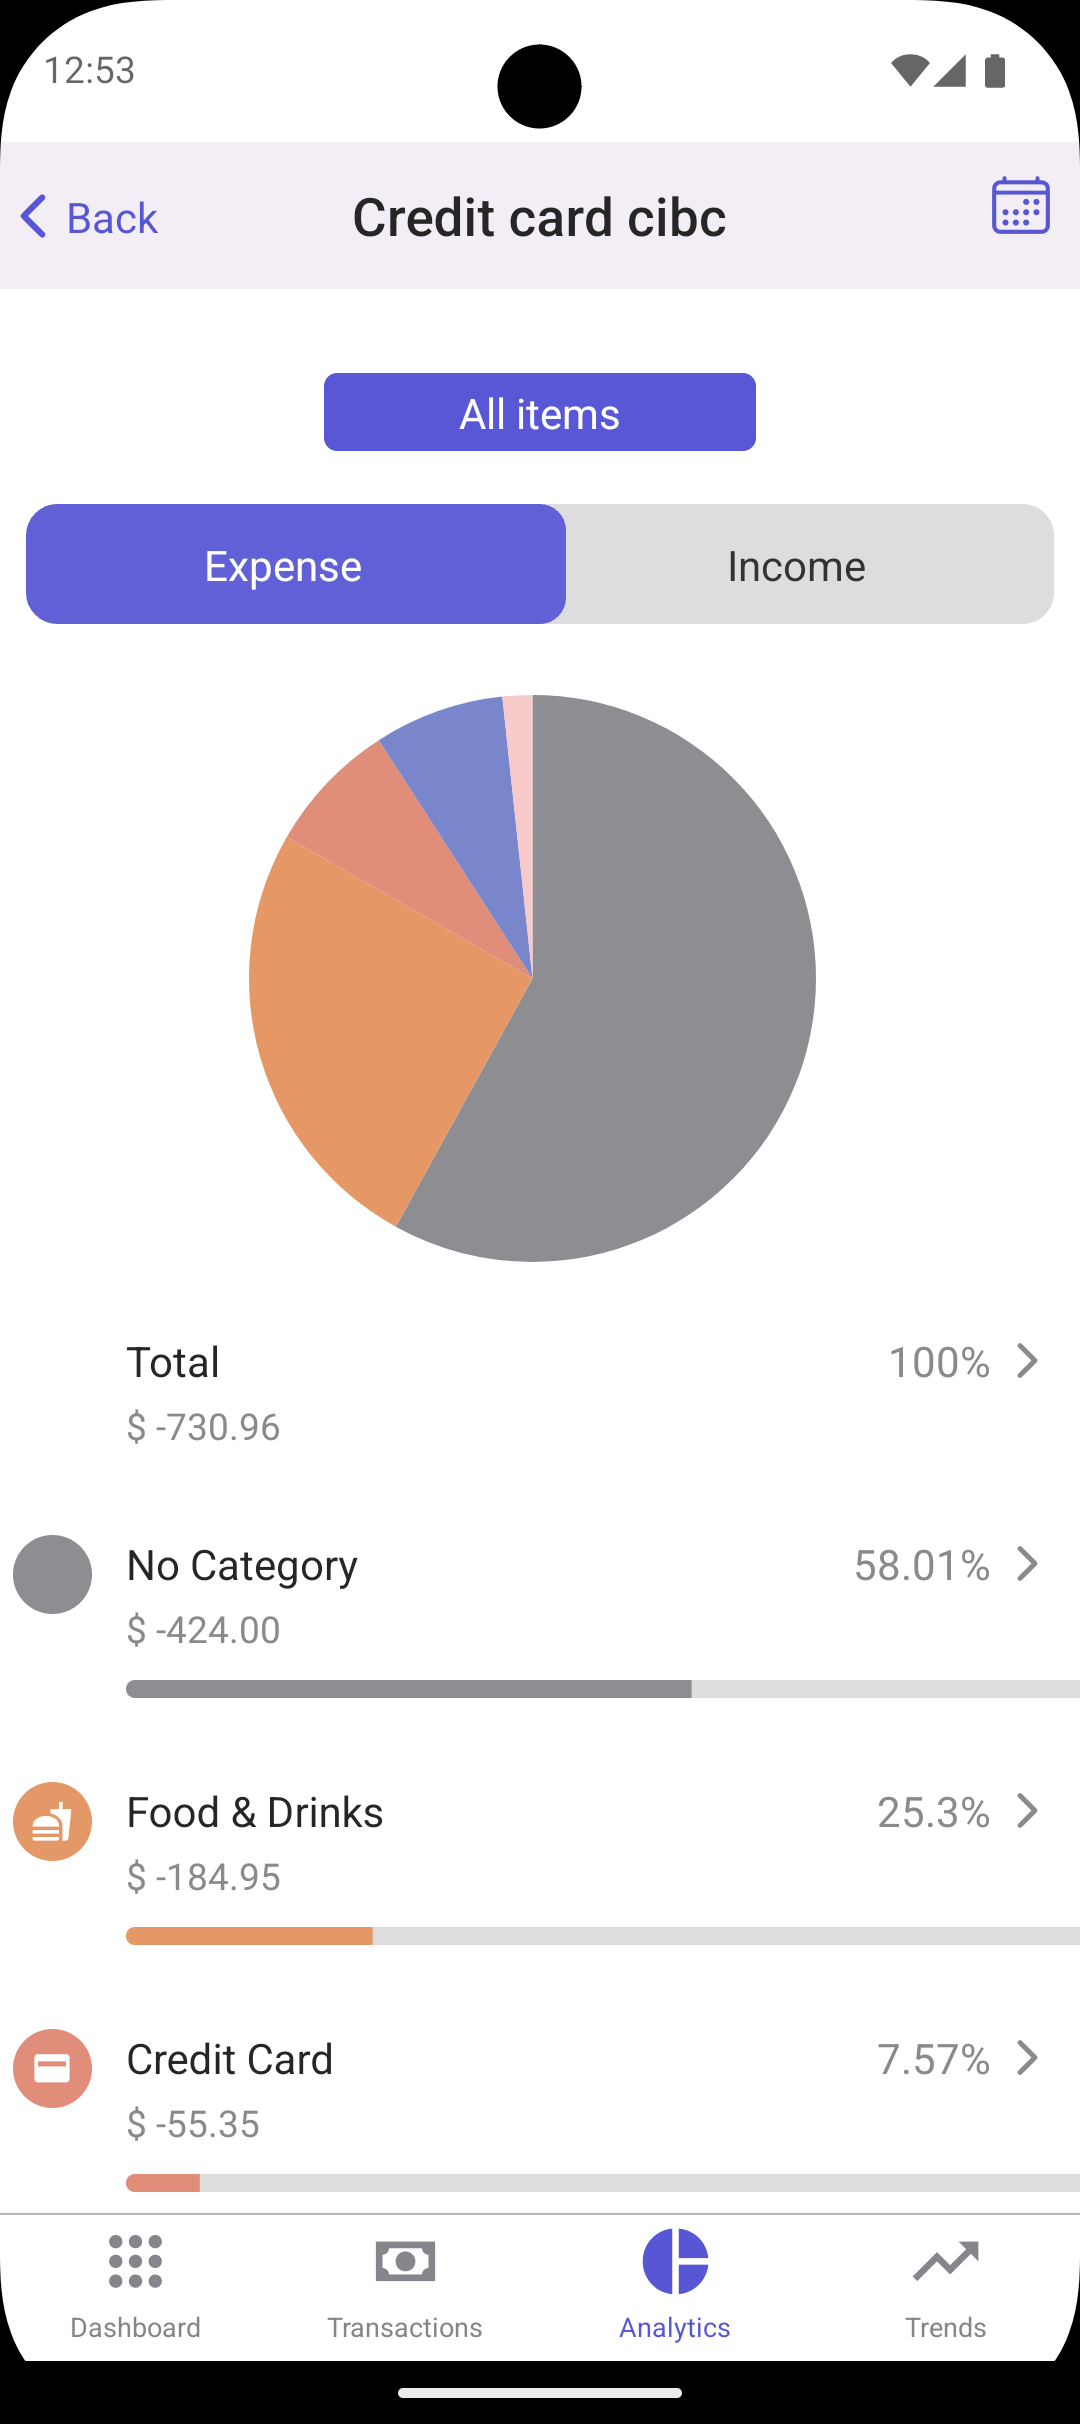 12:53
Back
Credit card cibc
All items
Expense
Income
Total
100%
$ -730.96
No Category
58.01%
$ -424.00
Food & Drinks
25.3%
$ -184.95
Credit Card
7.57%
$ -55.35
Dashboard
Transactions
Analytics
Trends